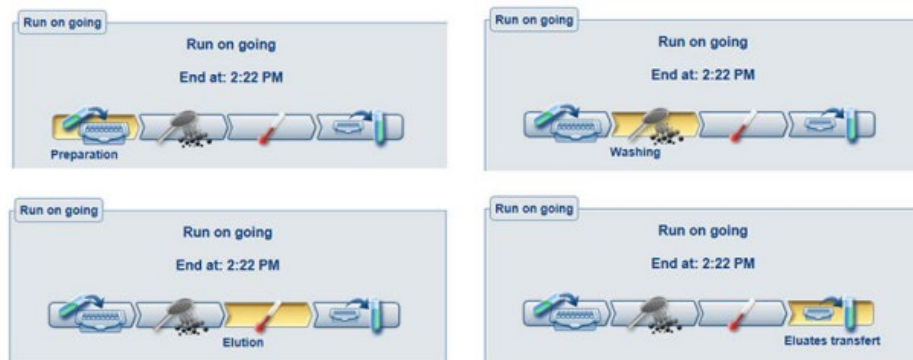 Run on going
Run on going
End at: 2:22 PM
Preparation
Run on going
Run on going
End at: 2:22 PM
Washing
Run on going
Run on going
End at: 2:22 PM
Elution
Run on going
Run on going
End at: 2:22 PM
Eluates transfert